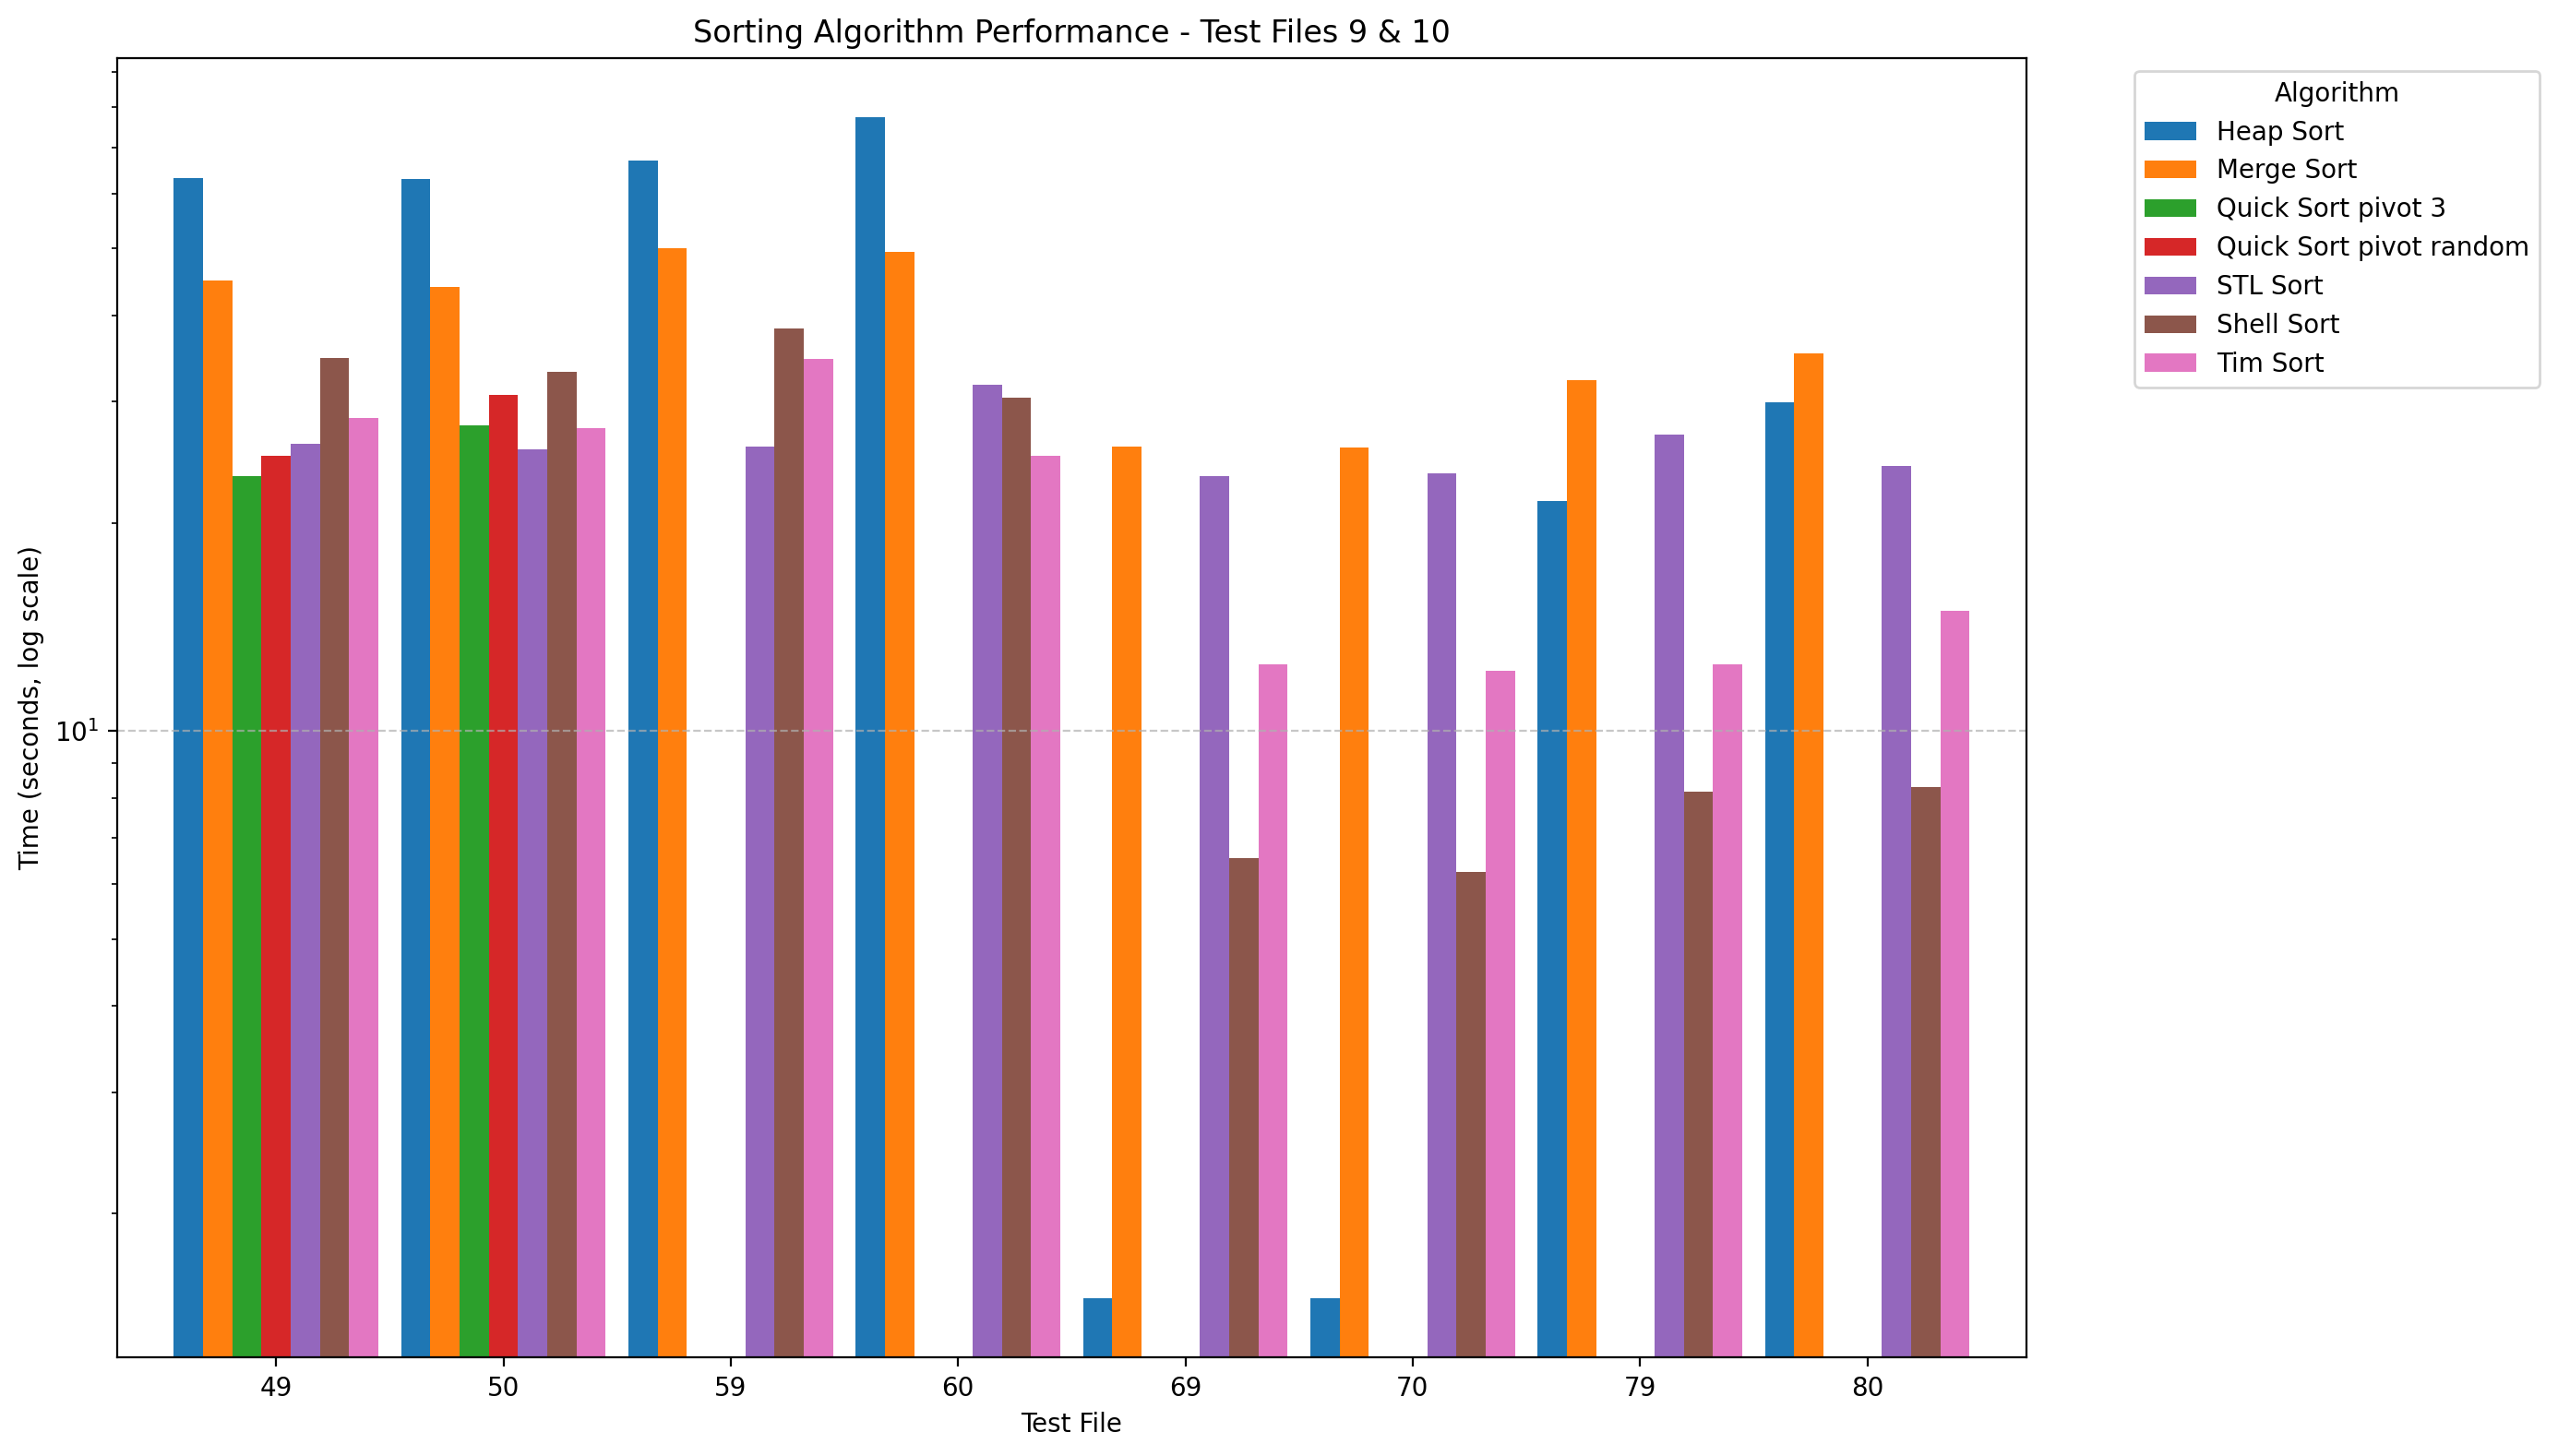 Sorting Algorithm Performance - Test Files 9 & 10
Time (seconds, log scale)
10¹
49 50 59 60 69 70 79 80
Test File
Algorithm
Heap Sort
Merge Sort
Quick Sort pivot 3
Quick Sort pivot random
STL Sort
Shell Sort
Tim Sort